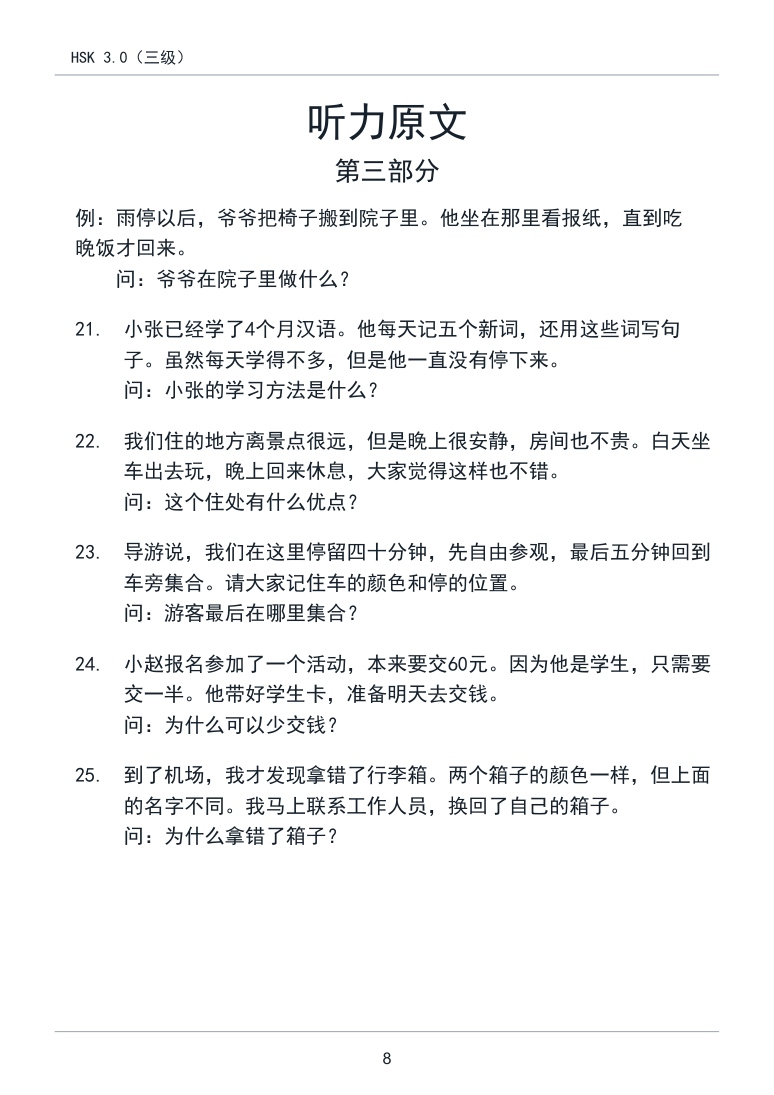 HSK 3.0（三级）
听力原文
第三部分
例：雨停以后，爷爷把椅子搬到院子里。他坐在那里看报纸，直到吃
晚饭才回来。
问：爷爷在院子里做什么？
21. 小张已经学了4个月汉语。他每天记五个新词，还用这些词写句
子。虽然每天学得不多，但是他一直没有停下来。
问：小张的学习方法是什么？
22. 我们住的地方离景点很远，但是晚上很安静，房间也不贵。白天坐
车出去玩，晚上回来休息，大家觉得这样也不错。
问：这个住处有什么优点？
23. 导游说，我们在这里停留四十分钟，先自由参观，最后五分钟回到
车旁集合。请大家记住车的颜色和停的位置。
问：游客最后在哪里集合？
24. 小赵报名参加了一个活动，本来要交60元。因为他是学生，只需要
交一半。他带好学生卡，准备明天去交钱。
问：为什么可以少交钱？
25. 到了机场，我才发现拿错了行李箱。两个箱子的颜色一样，但上面
的名字不同。我马上联系工作人员，换回了自己的箱子。
问：为什么拿错了箱子？
8